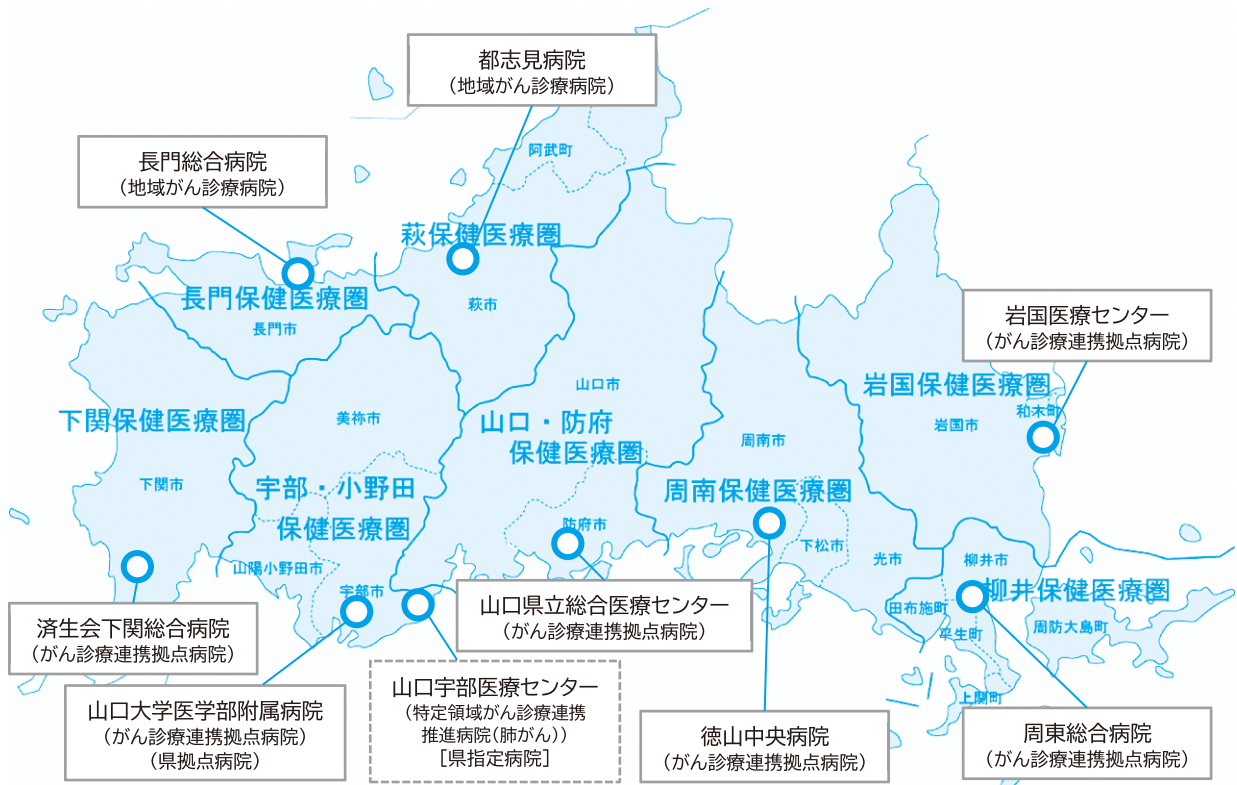 都志見病院
（地域がん診療病院）
阿武町
長門総合病院
（地域がん診療病院）
萩保健医療圏
長門保健医療圏
長門市
萩市
岩国医療センター
（がん診療連携拠点病院）
山口市
岩国保健医療圏
和木町
岩国市
下関保健医療圏
美祢市
山口・防府
保健医療圏
周南市
下関市
宇部・小野田
保健医療圏
周南保健医療圏
防府市
下松市
光市
柳井市
山陽小野田市
宇部市
柳井保健医療圏
田布施町
平生町
周防大島町
上関町
済生会下関総合病院
（がん診療連携拠点病院）
山口県立総合医療センター
（がん診療連携拠点病院）
山口大学医学部附属病院
（がん診療連携拠点病院）
（県拠点病院）
山口宇部医療センター
（特定領域がん診療連携
推進病院（肺がん））
［県指定病院］
徳山中央病院
（がん診療連携拠点病院）
周東総合病院
（がん診療連携拠点病院）